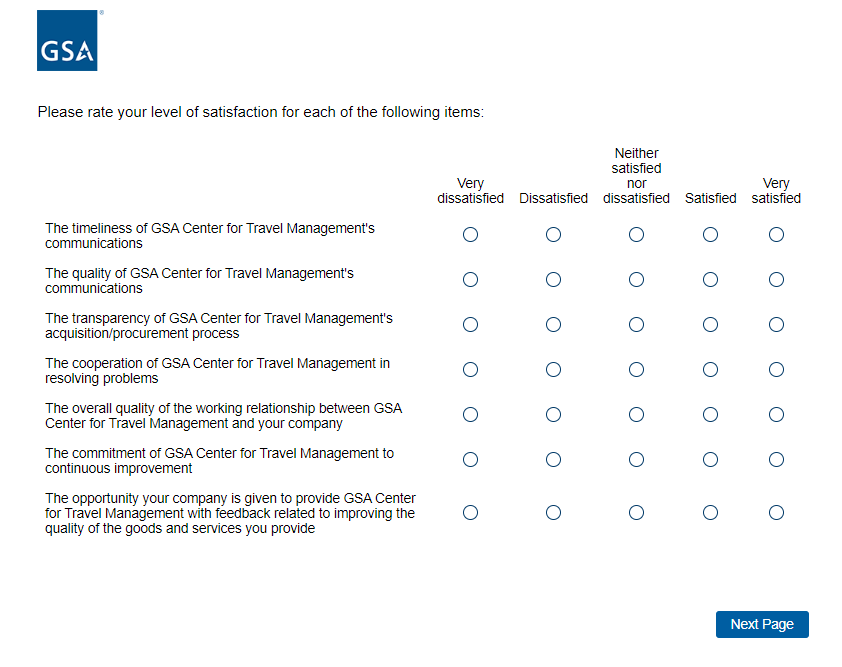 GSA
Please rate your level of satisfaction for each of the following items:
Very dissatisfied
Dissatisfied
Neither satisfied nor dissatisfied
Satisfied
Very satisfied
The timeliness of GSA Center for Travel Management's
communications
The quality of GSA Center for Travel Management's
communications
The transparency of GSA Center for Travel Management's
acquisition/procurement process
The cooperation of GSA Center for Travel Management in
resolving problems
The overall quality of the working relationship between GSA
Center for Travel Management and your company
The commitment of GSA Center for Travel Management to
continuous improvement
The opportunity your company is given to provide GSA Center
for Travel Management with feedback related to improving the
quality of the goods and services you provide
Next Page